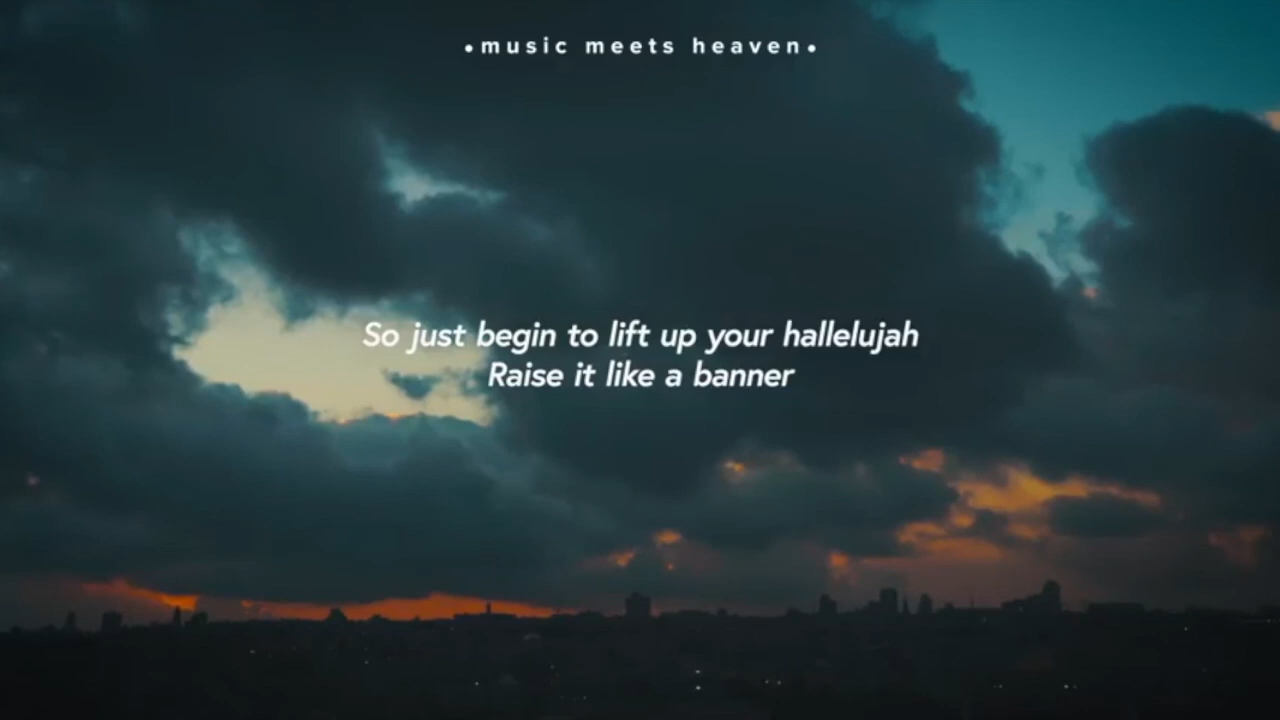 •music meets heaven•
So just begin to lift up your hallelujah
Raise it like a banner